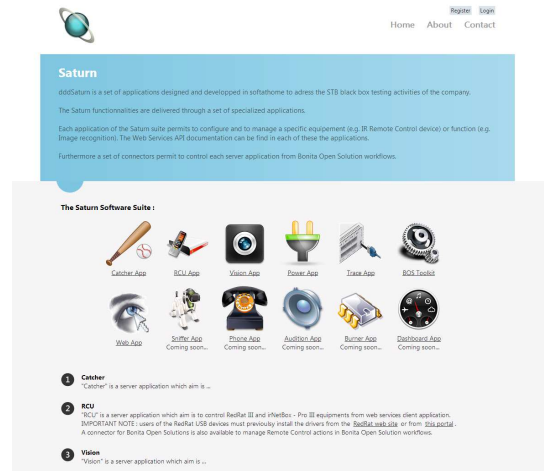 Register Login
Home About Contact
Saturn
dddSaturn is a set of applications designed and developped in softathome to adress the STB black box testing activities of the company.
The Saturn functionnalities are delivered through a set of specialized applications.
Each application of the Saturn suite permits to configure and to manage a specific equipement (e.g. IR Remote Control device) or function (e.g.
Image recognition). The Web Services API documentation can be find in each of these the applications.
Furthermore a set of connectors permit to control each server application from Bonita Open Solution workflows.
The Saturn Software Suite :
Catcher App RCU App Vision App Power App Trace App BOS Toolkit
Web App Sniffer App Phone App Audition App Burner App Dashboard App
Coming soon... Coming soon... Coming soon... Coming soon... Coming soon...
1 Catcher
"Catcher" is a server application which aim is ...
2 RCU
"RCU" is a server application which aim is to control RedRat III and irNetBox - Pro III equipments from web services client application.
IMPORTANT NOTE : users of the RedRat USB devices must previoulsy install the drivers from the RedRat web site or from this portal .
A connector for Bonita Open Solutions is also available to manage Remote Control actions in Bonita Open Solution workflows.
3 Vision
"Vision" is a server application which aim is ...